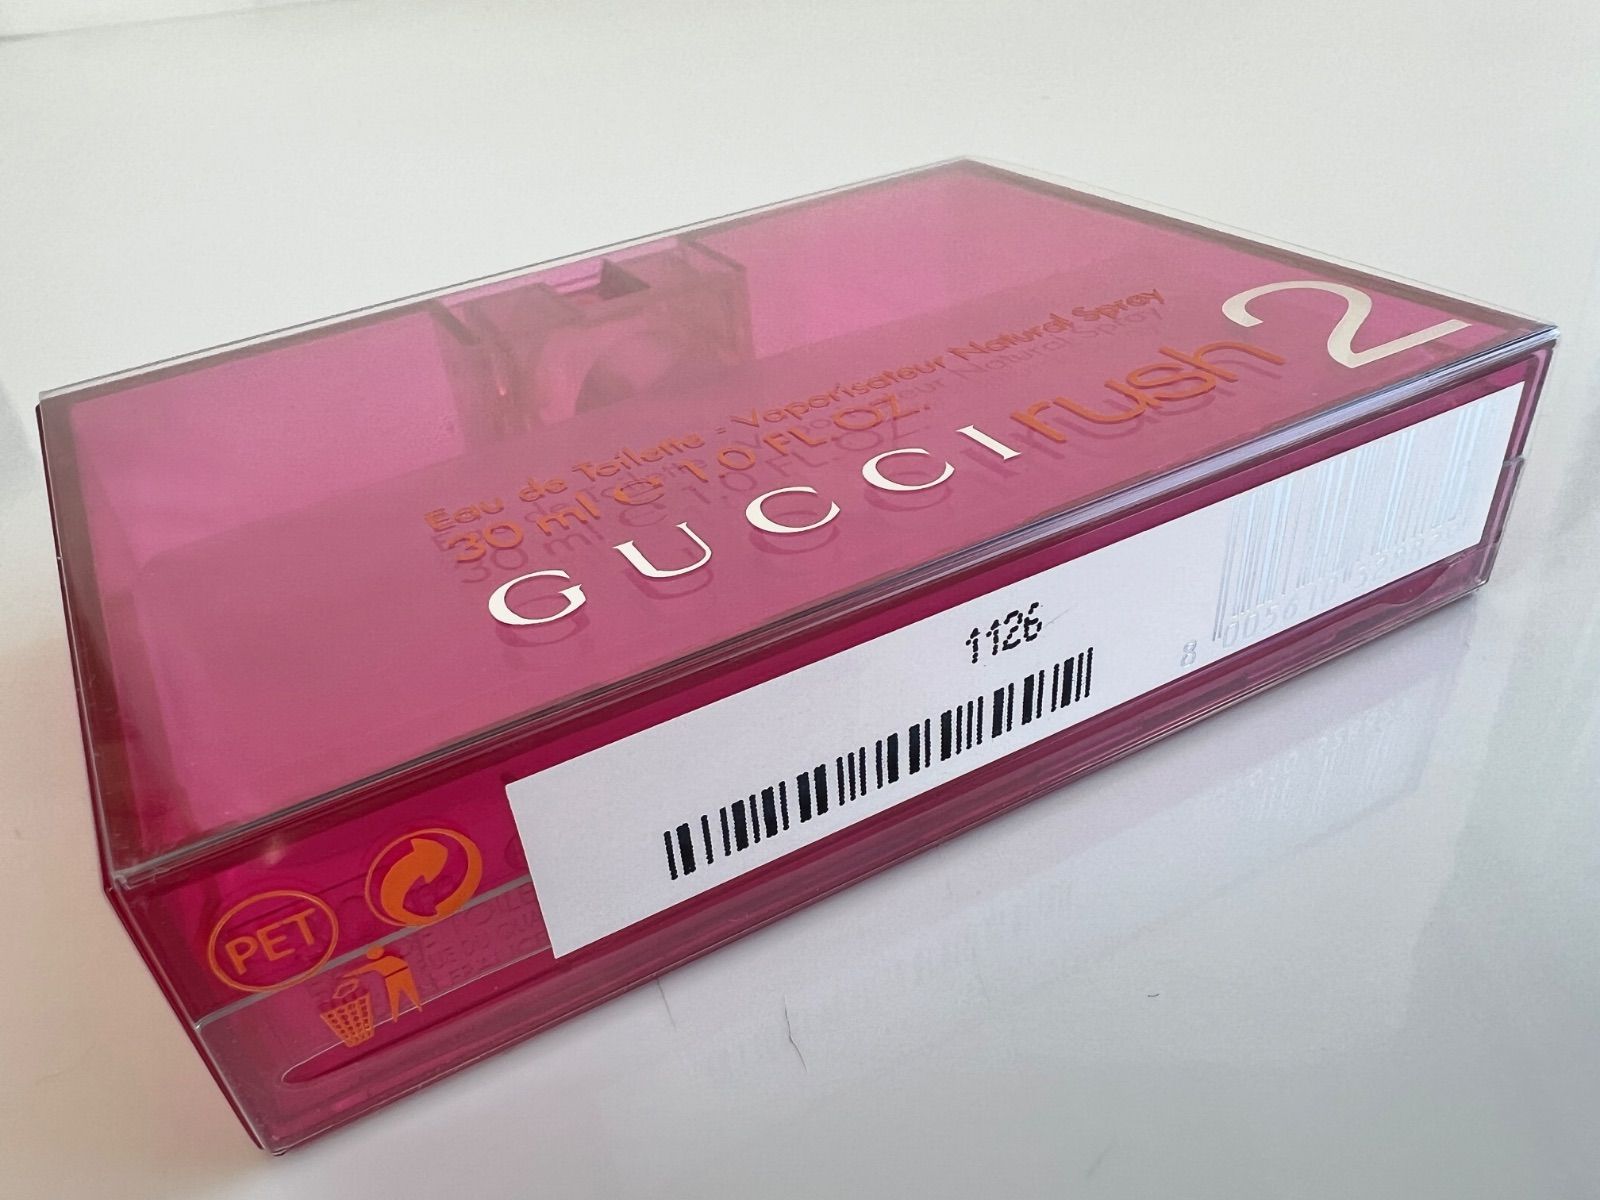 Eau de Toilette - Vaporisateur Natural Spray
30 ml e 1.0 FL.OZ.
GUCCI rush 2
1126
PET